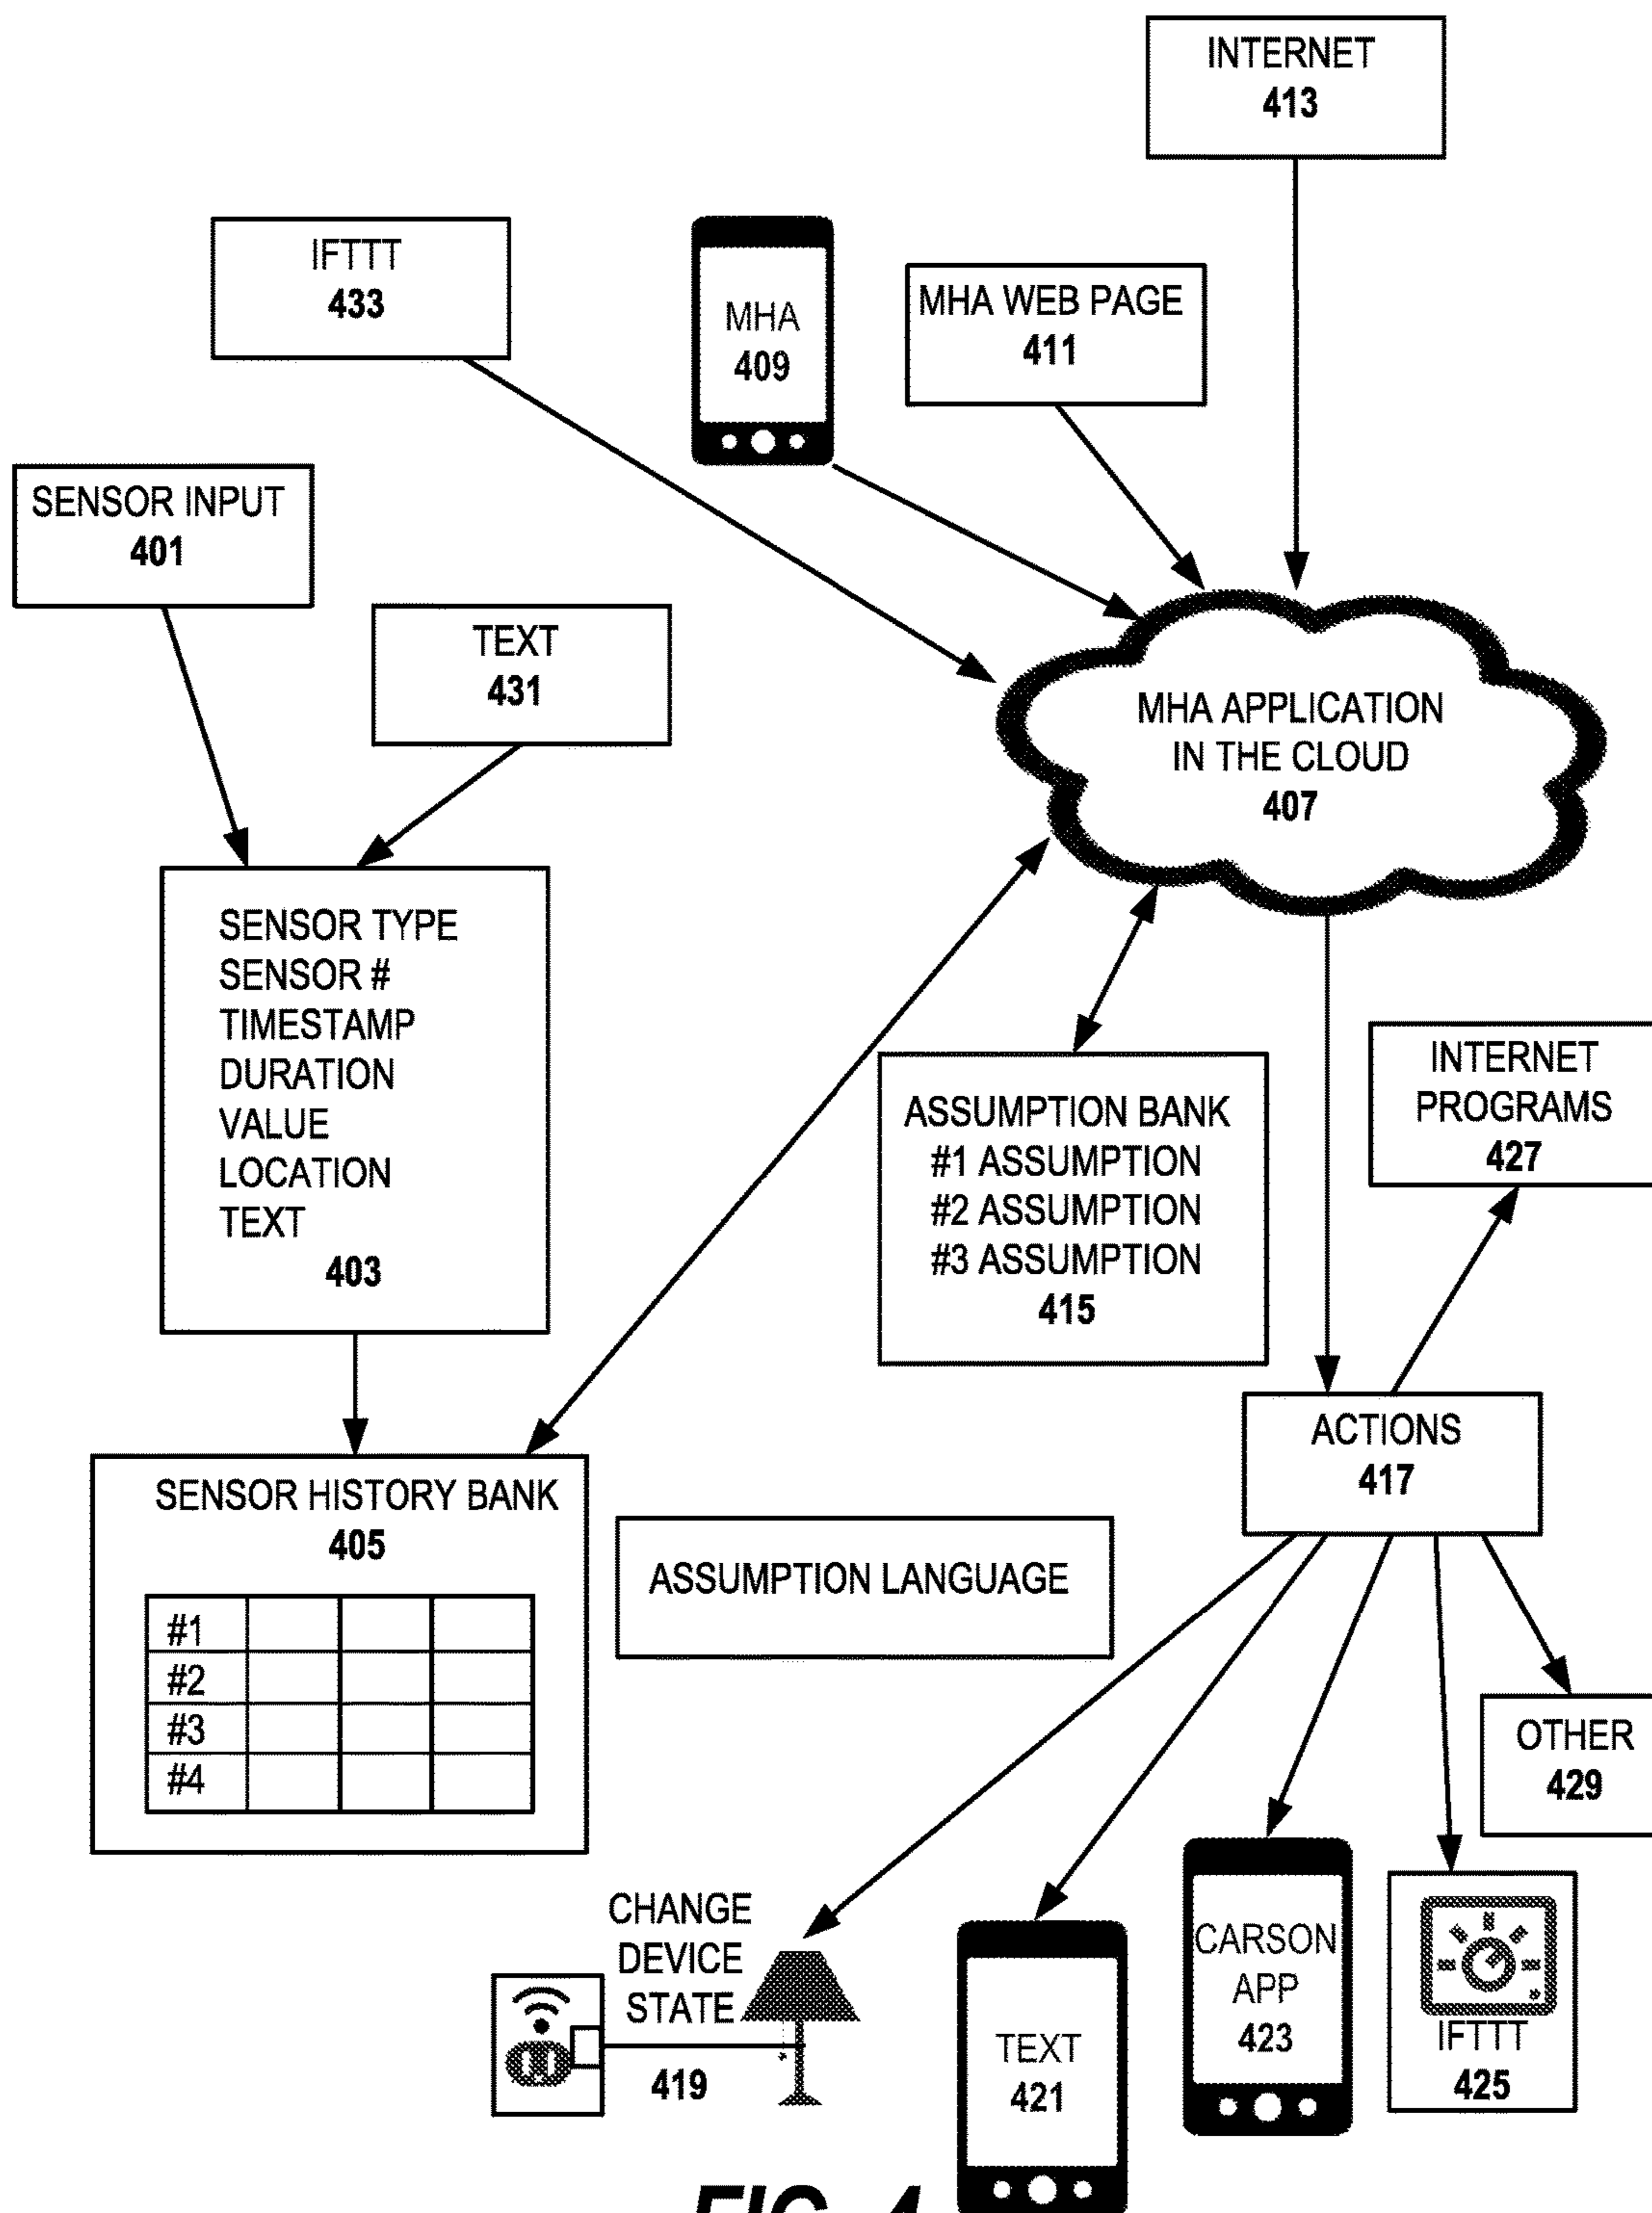 INTERNET
413
IFTTT
433
MHA
409
MHA WEB PAGE
411
SENSOR INPUT
401
TEXT
431
MHA APPLICATION
IN THE CLOUD
407
SENSOR TYPE
SENSOR #
TIMESTAMP
DURATION
VALUE
LOCATION
TEXT
403
ASSUMPTION BANK
#1 ASSUMPTION
#2 ASSUMPTION
#3 ASSUMPTION
415
INTERNET
PROGRAMS
427
ACTIONS
417
SENSOR HISTORY BANK
405
#1
#2
#3
#4
ASSUMPTION LANGUAGE
OTHER
429
CHANGE
DEVICE
STATE
419
TEXT
421
CARSON
APP
423
IFTTT
425
FIG. 4